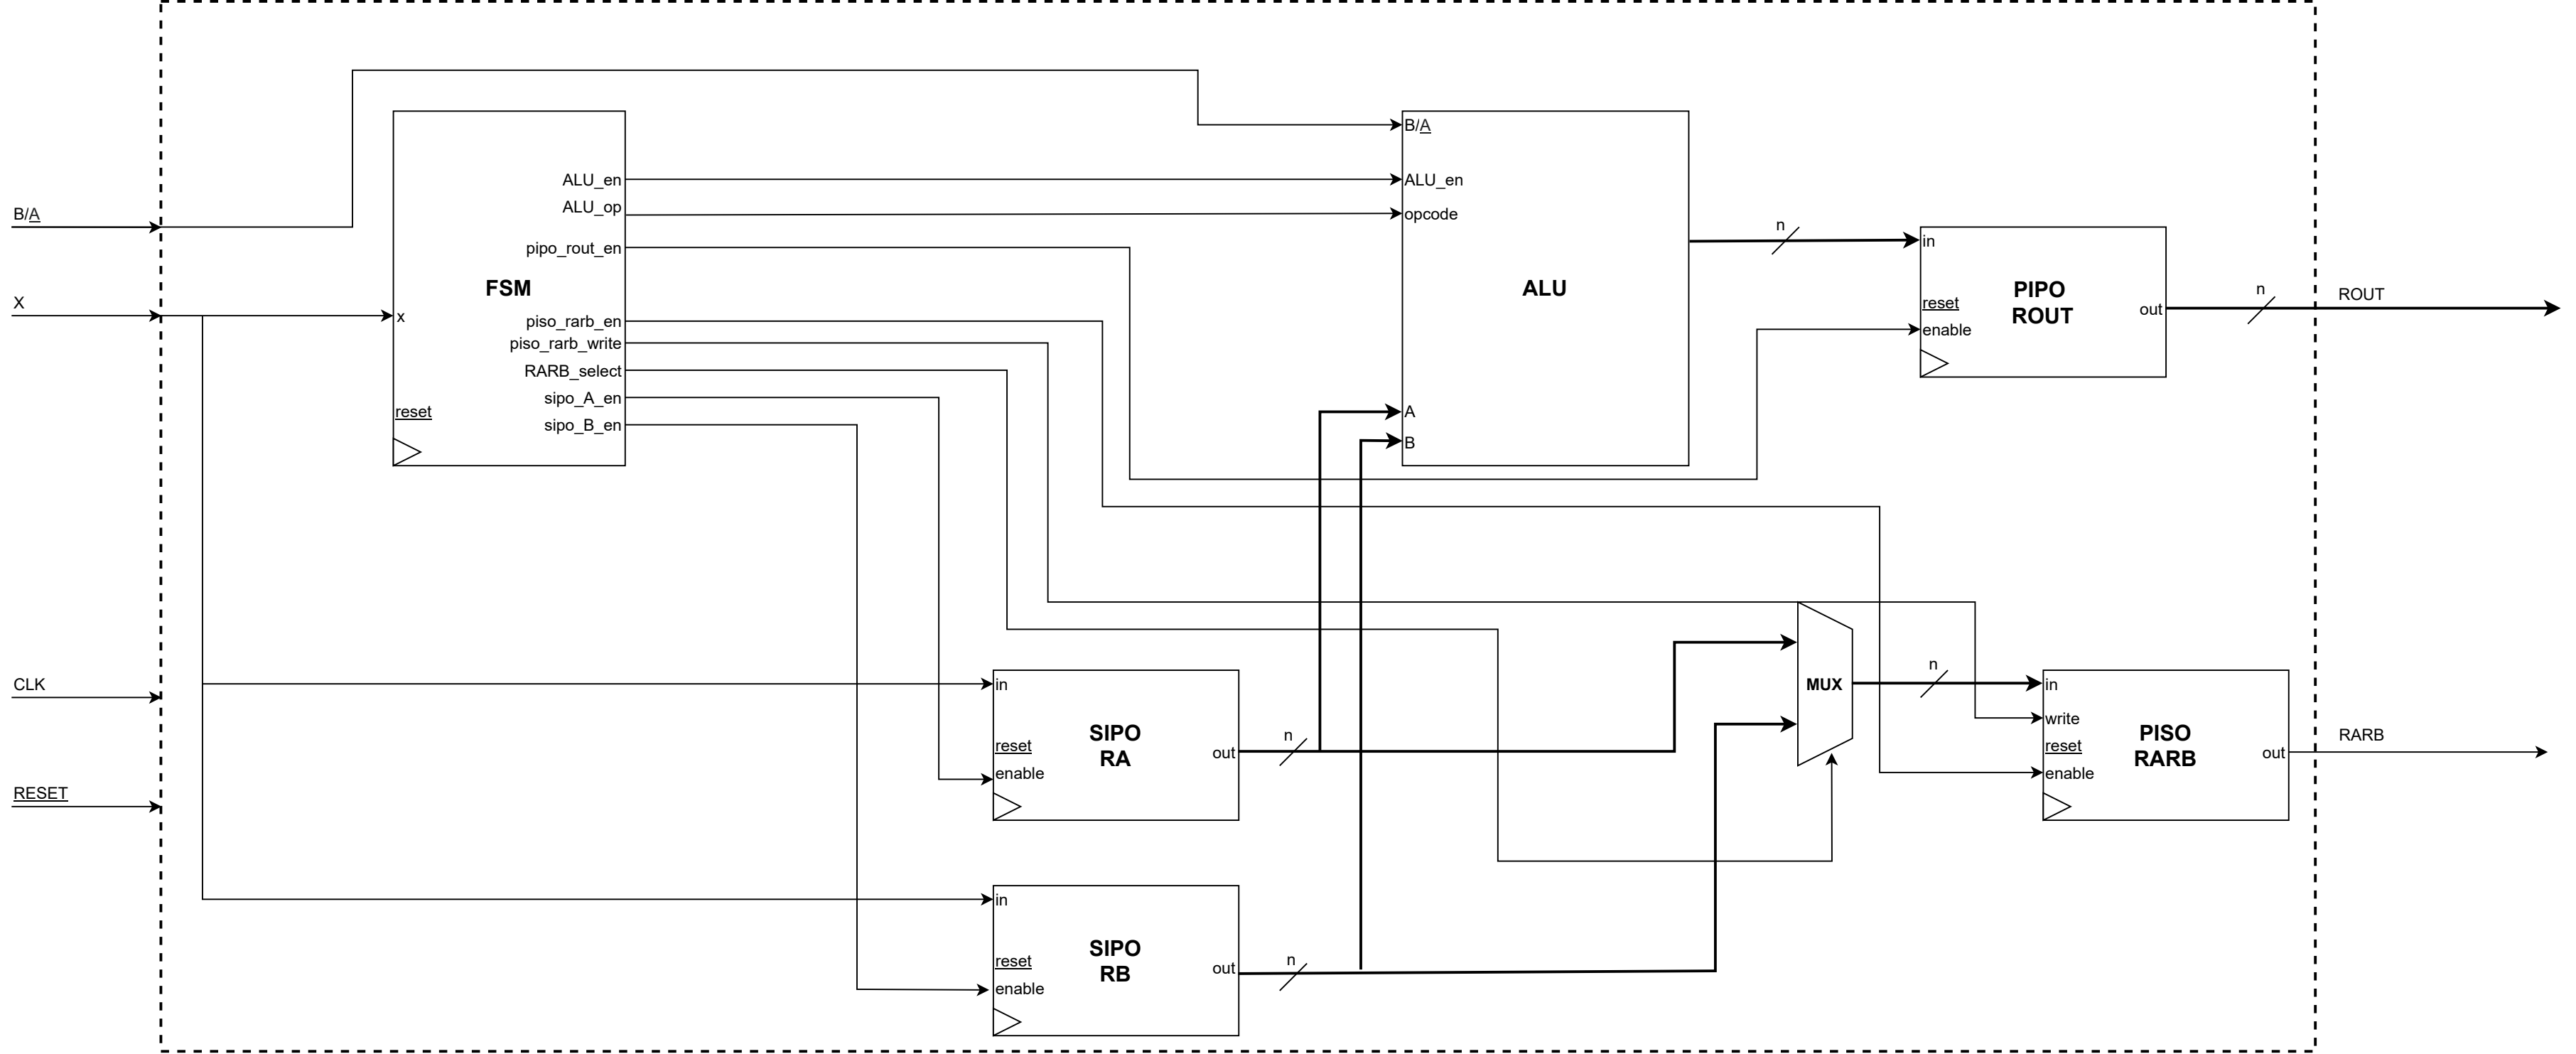 B/A
X
CLK
RESET
FSM
x
reset
ALU_en
ALU_op
pipo_rout_en
piso_rarb_en
piso_rarb_write
RARB_select
sipo_A_en
sipo_B_en
ALU
B/A
ALU_en
opcode
A
B
n
PIPO
ROUT
in
reset
enable
out
n
ROUT
SIPO
RA
in
reset
enable
out
n
SIPO
RB
in
reset
enable
out
n
MUX
n
PISO
RARB
in
write
reset
enable
out
RARB